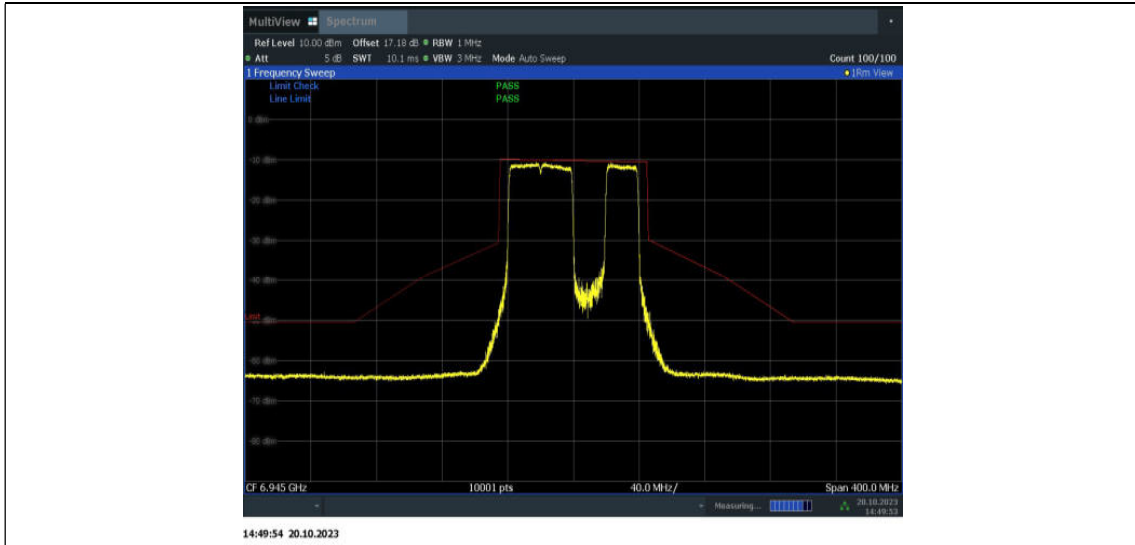 MultiView Spectrum
Ref Level 10.00 dBm Offset 17.18 dB RBW 1 MHz
Att 5 dB SWT 10.1 ms VBW 3 MHz Mode Auto Sweep Count 100/100
1 Frequency Sweep 1Rm View
Limit Check PASS
Line Limit PASS
0 dBm
-10 dBm
-20 dBm
-30 dBm
-40 dBm
-60 dBm
-70 dBm
-80 dBm
CF 6.945 GHz 10001 pts 40.0 MHz/ Span 400.0 MHz
Measuring... 20.10.2023
14:49:53
14:49:54 20.10.2023